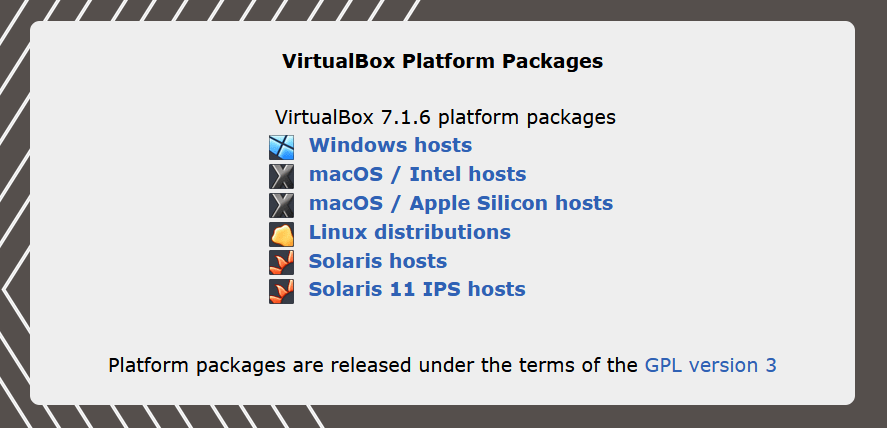 VirtualBox Platform Packages
VirtualBox 7.1.6 platform packages
Windows hosts
macOS / Intel hosts
macOS / Apple Silicon hosts
Linux distributions
Solaris hosts
Solaris 11 IPS hosts
Platform packages are released under the terms of the GPL version 3